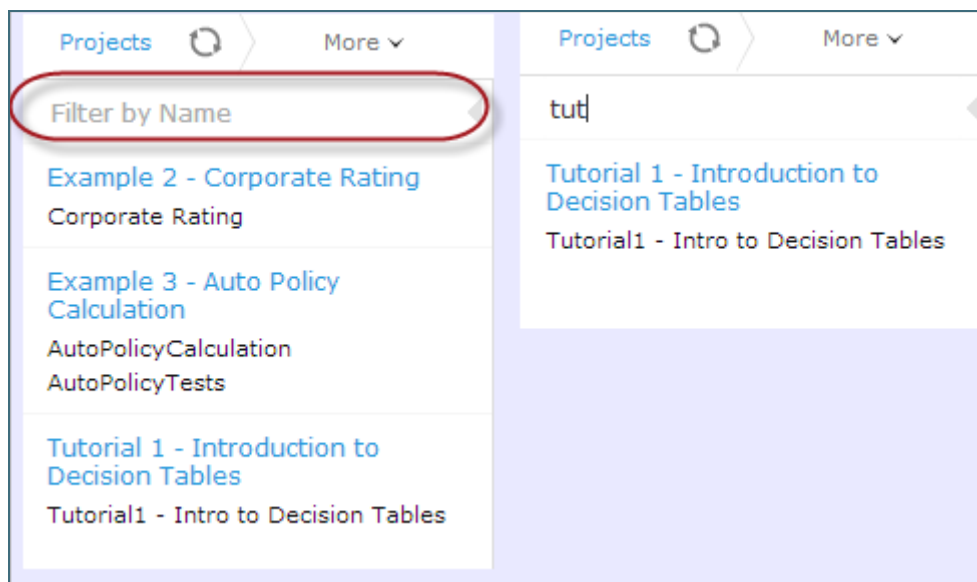 Projects More
Filter by Name
Example 2 - Corporate Rating
Corporate Rating
Example 3 - Auto Policy
Calculation
AutoPolicyCalculation
AutoPolicyTests
Tutorial 1 - Introduction to
Decision Tables
Tutorial1 - Intro to Decision Tables
Projects More
tut
Tutorial 1 - Introduction to
Decision Tables
Tutorial1 - Intro to Decision Tables